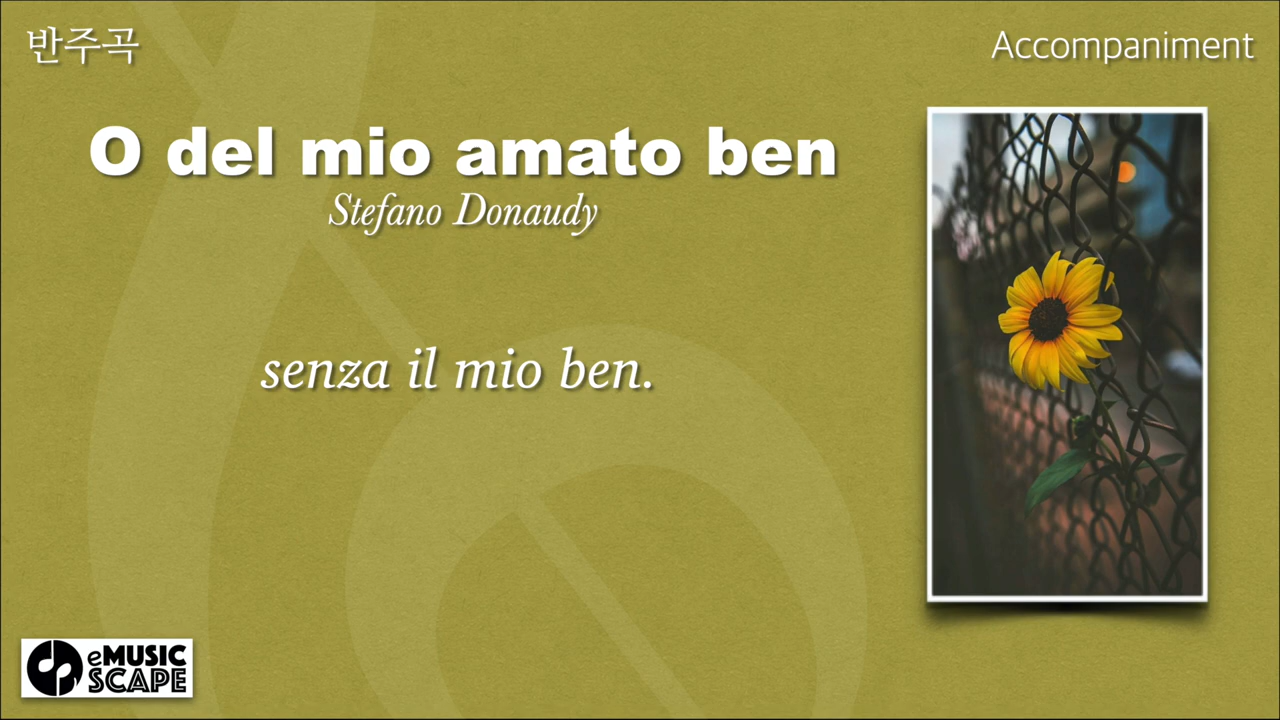 반주곡
Accompaniment
O del mio amato ben
Stefano Donaudy
senza il mio ben.
eMUSIC
SCAPE